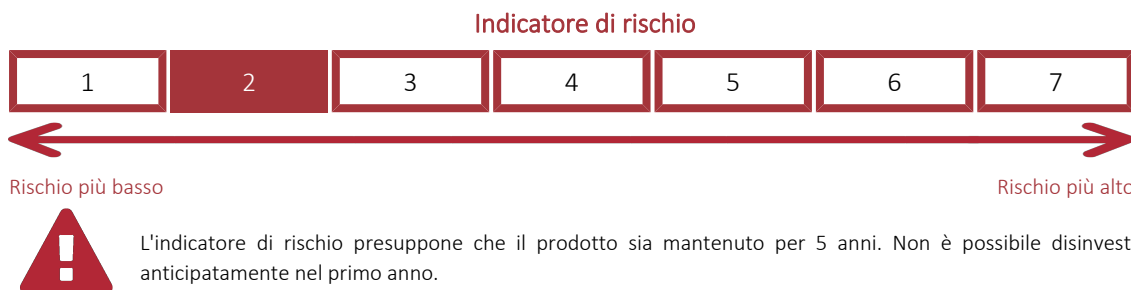 Indicatore di rischio
1 2 3 4 5 6 7
Rischio più basso Rischio più alto
L'indicatore di rischio presuppone che il prodotto sia mantenuto per 5 anni. Non è possibile disinvest
anticipatamente nel primo anno.